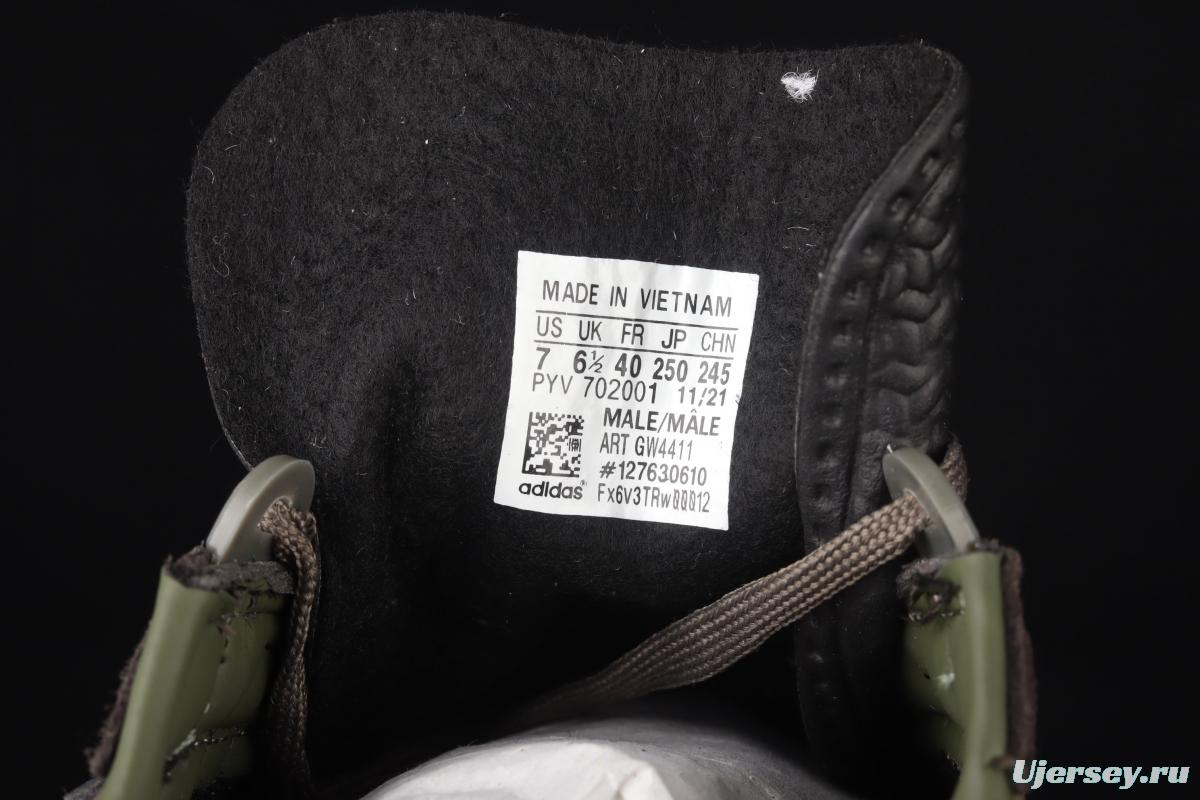 MADE IN VIETNAM
US UK FR JP CHN
7 6½ 40 250 245
PYV 702001 11/21
MALE/MÂLE
ART GW4411
#127630610
adidas® Fx6v3TRw00012
Ujersey.ru